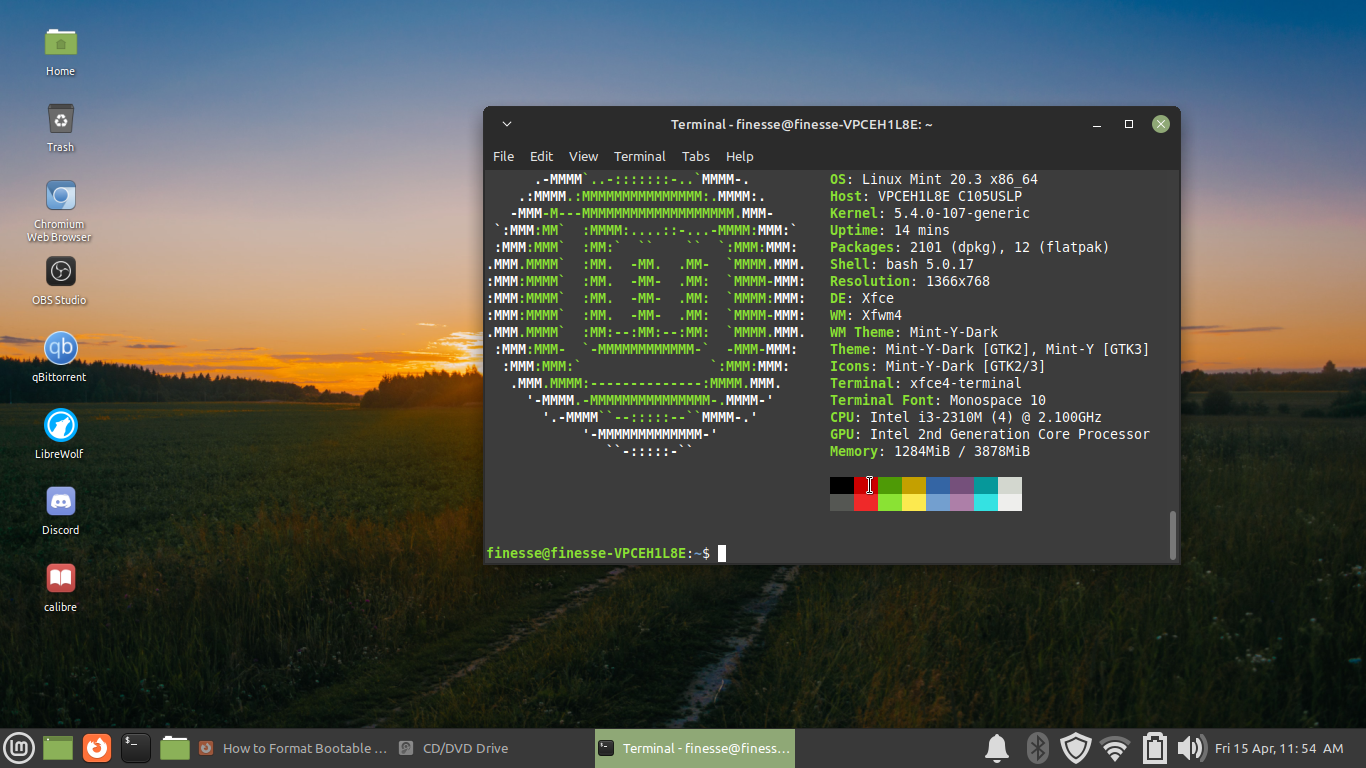 Home
Trash
Chromium
Web Browser
OBS Studio
qBittorrent
LibreWolf
Discord
calibre
Terminal - finesse@finesse-VPCEH1L8E: ~
File Edit View Terminal Tabs Help
.-MMMM`..-:::::::-..`MMMM-.
.:MMMM.:MMMMMMMMMMMMMMM:.MMMM:.
-MMM-M---MMMMMMMMMMMMMMMMMMM.MMM-
`:MMM:MM`  :MMMM:....::-...-MMMM:MMM:`
:MMM:MMM`  :MM:`  ``    ``  `:MMM:MMM:
.MMM.MMMM`  :MM.  -MM.  .MM-  `MMMM.MMM.
:MMM:MMMM`  :MM.  -MM-  .MM:  `MMMM-MMM:
:MMM:MMMM`  :MM.  -MM-  .MM:  `MMMM:MMM:
:MMM:MMMM`  :MM.  -MM-  .MM:  `MMMM-MMM:
.MMM.MMMM`  :MM:--:MM:--:MM:  `MMMM.MMM.
:MMM:MMM-  `-MMMMMMMMMMMM-`  -MMM-MMM:
:MMM:MMM:`                `:MMM:MMM:
.MMM.MMMM:--------------:MMMM.MMM.
'-MMMM.-MMMMMMMMMMMMMMM-.MMMM-'
'.-MMMM``--:::::--``MMMM-.'
'-MMMMMMMMMMMMM-'
``-:::::-``
OS: Linux Mint 20.3 x86_64
Host: VPCEH1L8E C105USLP
Kernel: 5.4.0-107-generic
Uptime: 14 mins
Packages: 2101 (dpkg), 12 (flatpak)
Shell: bash 5.0.17
Resolution: 1366x768
DE: Xfce
WM: Xfwm4
WM Theme: Mint-Y-Dark
Theme: Mint-Y-Dark [GTK2], Mint-Y [GTK3]
Icons: Mint-Y-Dark [GTK2/3]
Terminal: xfce4-terminal
Terminal Font: Monospace 10
CPU: Intel i3-2310M (4) @ 2.100GHz
GPU: Intel 2nd Generation Core Processor
Memory: 1284MiB / 3878MiB
finesse@finesse-VPCEH1L8E:~$
How to Format Bootable ...
CD/DVD Drive
Terminal - finesse@finess...
Fri 15 Apr, 11: 54 AM